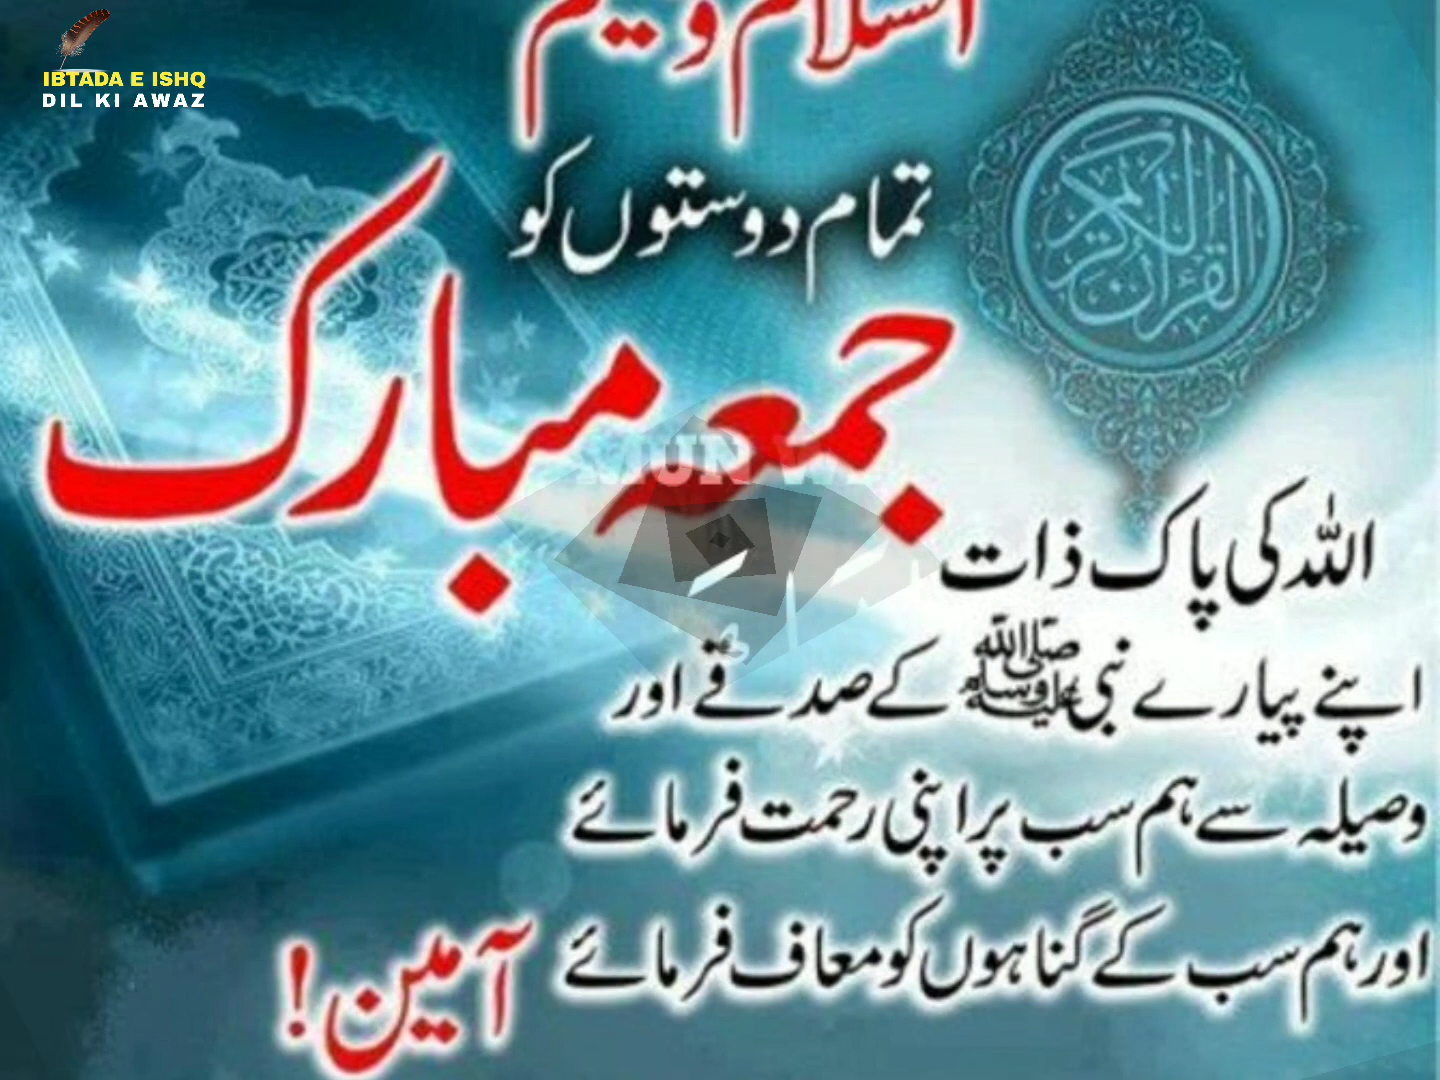 IBTADA E ISHQ
DIL KI AWAZ
تمام دوستوں کو
جمعہ مبارک
القرآن الكريم
اللہ کی پاک ذات
اپنے پیارے نبی ﷺ کے صدقے اور
وصیلہ سے ہم سب پر اپنی رحمت فرمائے
اور ہم سب کے گناہوں کو معاف فرمائے
آمین!